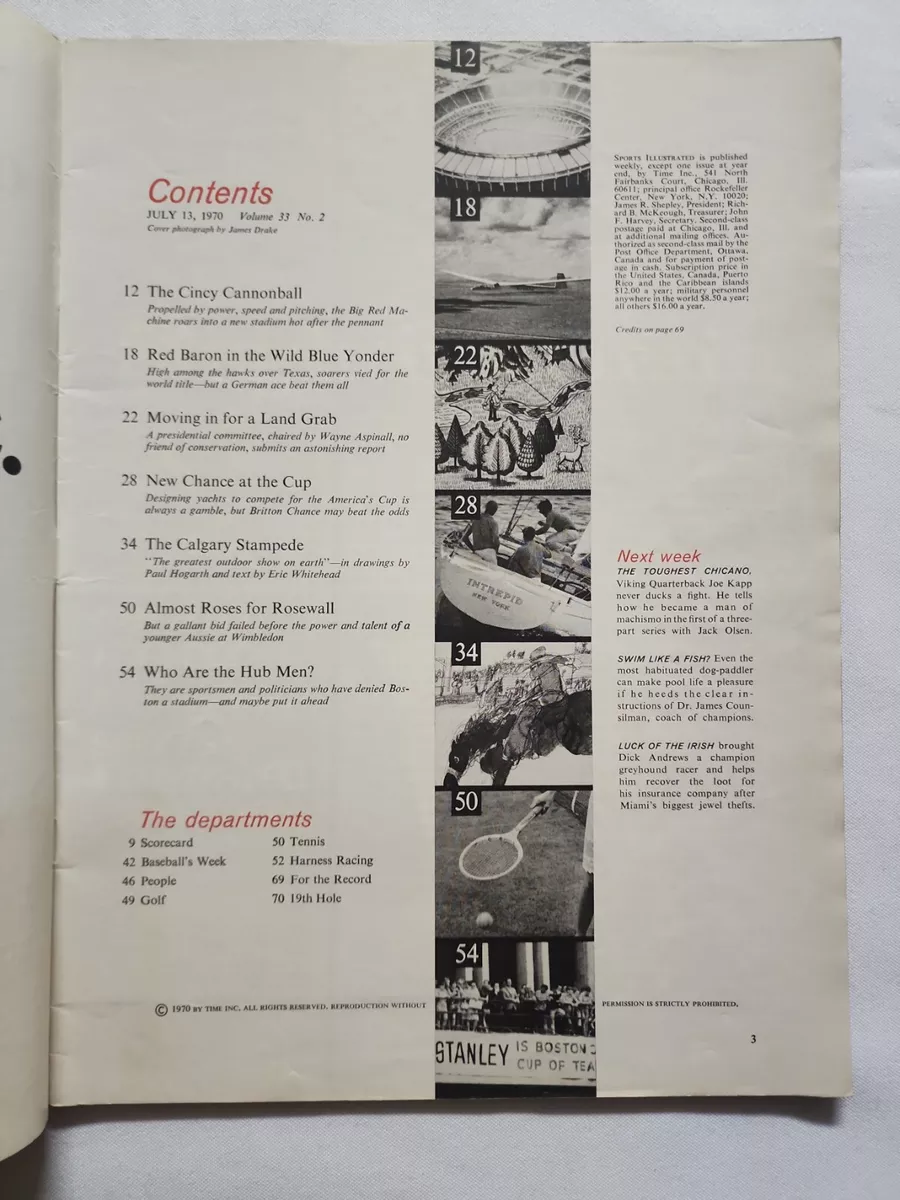 Contents
JULY 13, 1970 Volume 33 No. 2
Cover photograph by James Drake
12 The Cincy Cannonball
Propelled by power, speed and pitching, the Big Red Ma-
chine roars into a new stadium hot after the pennant
18 Red Baron in the Wild Blue Yonder
High among the hawks over Texas, soarers vied for the
world title—but a German ace beat them all
22 Moving in for a Land Grab
A presidential committee, chaired by Wayne Aspinall, no
friend of conservation, submits an astonishing report
28 New Chance at the Cup
Designing yachts to compete for the America's Cup is
always a gamble, but Britton Chance may beat the odds
34 The Calgary Stampede
"The greatest outdoor show on earth"—in drawings by
Paul Hogarth and text by Eric Whitehead
50 Almost Roses for Rosewall
But a gallant bid failed before the power and talent of a
younger Aussie at Wimbledon
54 Who Are the Hub Men?
They are sportsmen and politicians who have denied Bos-
ton a stadium—and maybe put it ahead
The departments
9 Scorecard
42 Baseball's Week
46 People
49 Golf
50 Tennis
52 Harness Racing
69 For the Record
70 19th Hole
12
18
22
28
INTREPID
NEW YORK
34
50
54
STANLEY IS BOSTON'S
CUP OF TEA
SPORTS ILLUSTRATED is published
weekly, except one issue at year
end, by Time Inc., 541 North
Fairbanks Court, Chicago, Ill.
60611; principal office Rockefeller
Center, New York, N.Y. 10020;
James R. Shepley, President; Rich-
ard B. McKeough, Treasurer; John
F. Harvey, Secretary. Second-class
postage paid at Chicago, Ill. and
at additional mailing offices. Au-
thorized as second-class mail by the
Post Office Department, Ottawa,
Canada and for payment of post-
age in cash. Subscription price in
the United States, Canada, Puerto
Rico and the Caribbean islands
$12.00 a year; military personnel
anywhere in the world $8.50 a year;
all others $16.00 a year.
Credits on page 69
Next week
THE TOUGHEST CHICANO,
Viking Quarterback Joe Kapp
never ducks a fight. He tells
how he became a man of
machismo in the first of a three-
part series with Jack Olsen.
SWIM LIKE A FISH? Even the
most habituated dog-paddler
can make pool life a pleasure
if he heeds the clear in-
structions of Dr. James Coun-
silman, coach of champions.
LUCK OF THE IRISH brought
Dick Andrews a champion
greyhound racer and helps
him recover the loot for
his insurance company after
Miami's biggest jewel thefts.
© 1970 BY TIME INC. ALL RIGHTS RESERVED. REPRODUCTION WITHOUT PERMISSION IS STRICTLY PROHIBITED.
3